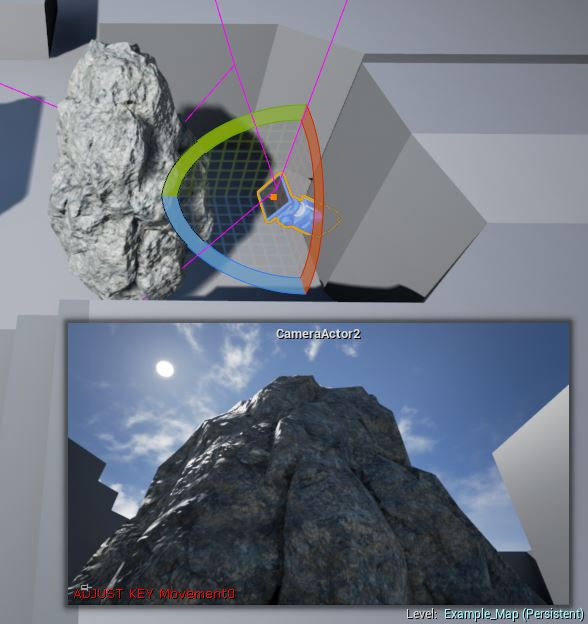 CameraActor2
ADJUST KEY Movement0
Level: Example_Map (Persistent)